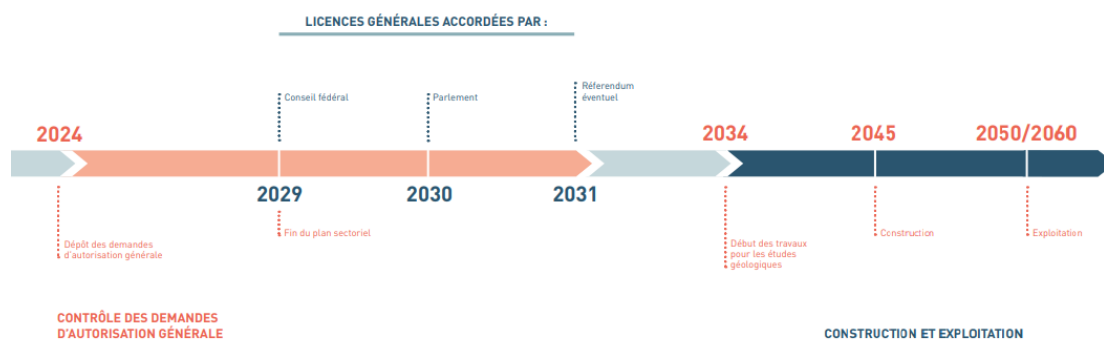 LICENCES GÉNÉRALES ACCORDÉES PAR :
Conseil fédéral
Parlement
Réferendum
éventuel
2024
2034
2045
2050/2060
2029
2030
2031
Dépôt des demandes
d'autorisation générale
Fin du plan sectoriel
Début des travaux
pour les études
géologiques
Construction
Exploitation
CONTRÔLE DES DEMANDES
D'AUTORISATION GÉNÉRALE
CONSTRUCTION ET EXPLOITATION